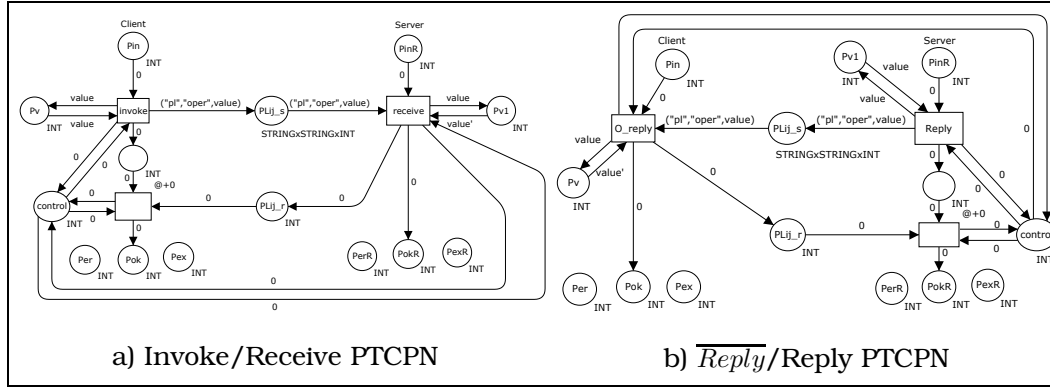 Client
Server
Pin
INT
PinR
INT
0
0
Pv
INT
value
value
invoke
("pl","oper",value)
PLij_s
STRINGxSTRINGxINT
("pl","oper",value)
receive
value
value'
Pv1
INT
0
0
0
INT
@+0
0
0
control
INT
0
0
PLij_r
INT
0
0
0
0
0
Per
INT
Pok
INT
Pex
INT
PerR
INT
PokR
INT
PexR
INT
0
0
a) Invoke/Receive PTCPN
Client
Server
Pin
INT
0
Pv1
INT
value
value
PinR
INT
0
0
0
O_reply
("pl","oper",value)
PLij_s
STRINGxSTRINGxINT
("pl","oper",value)
Reply
value
value'
Pv
INT
0
0
0
0
0
INT
@+0
0
PLij_r
INT
0
0
0
control
INT
0
Per
INT
Pok
INT
Pex
INT
PerR
INT
PokR
INT
PexR
INT
b) Reply/Reply PTCPN